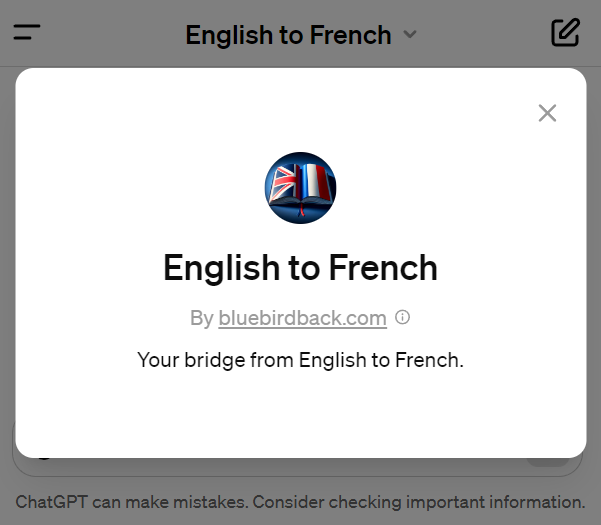 English to French
English to French
By bluebirdback.com
Your bridge from English to French.
ChatGPT can make mistakes. Consider checking important information.